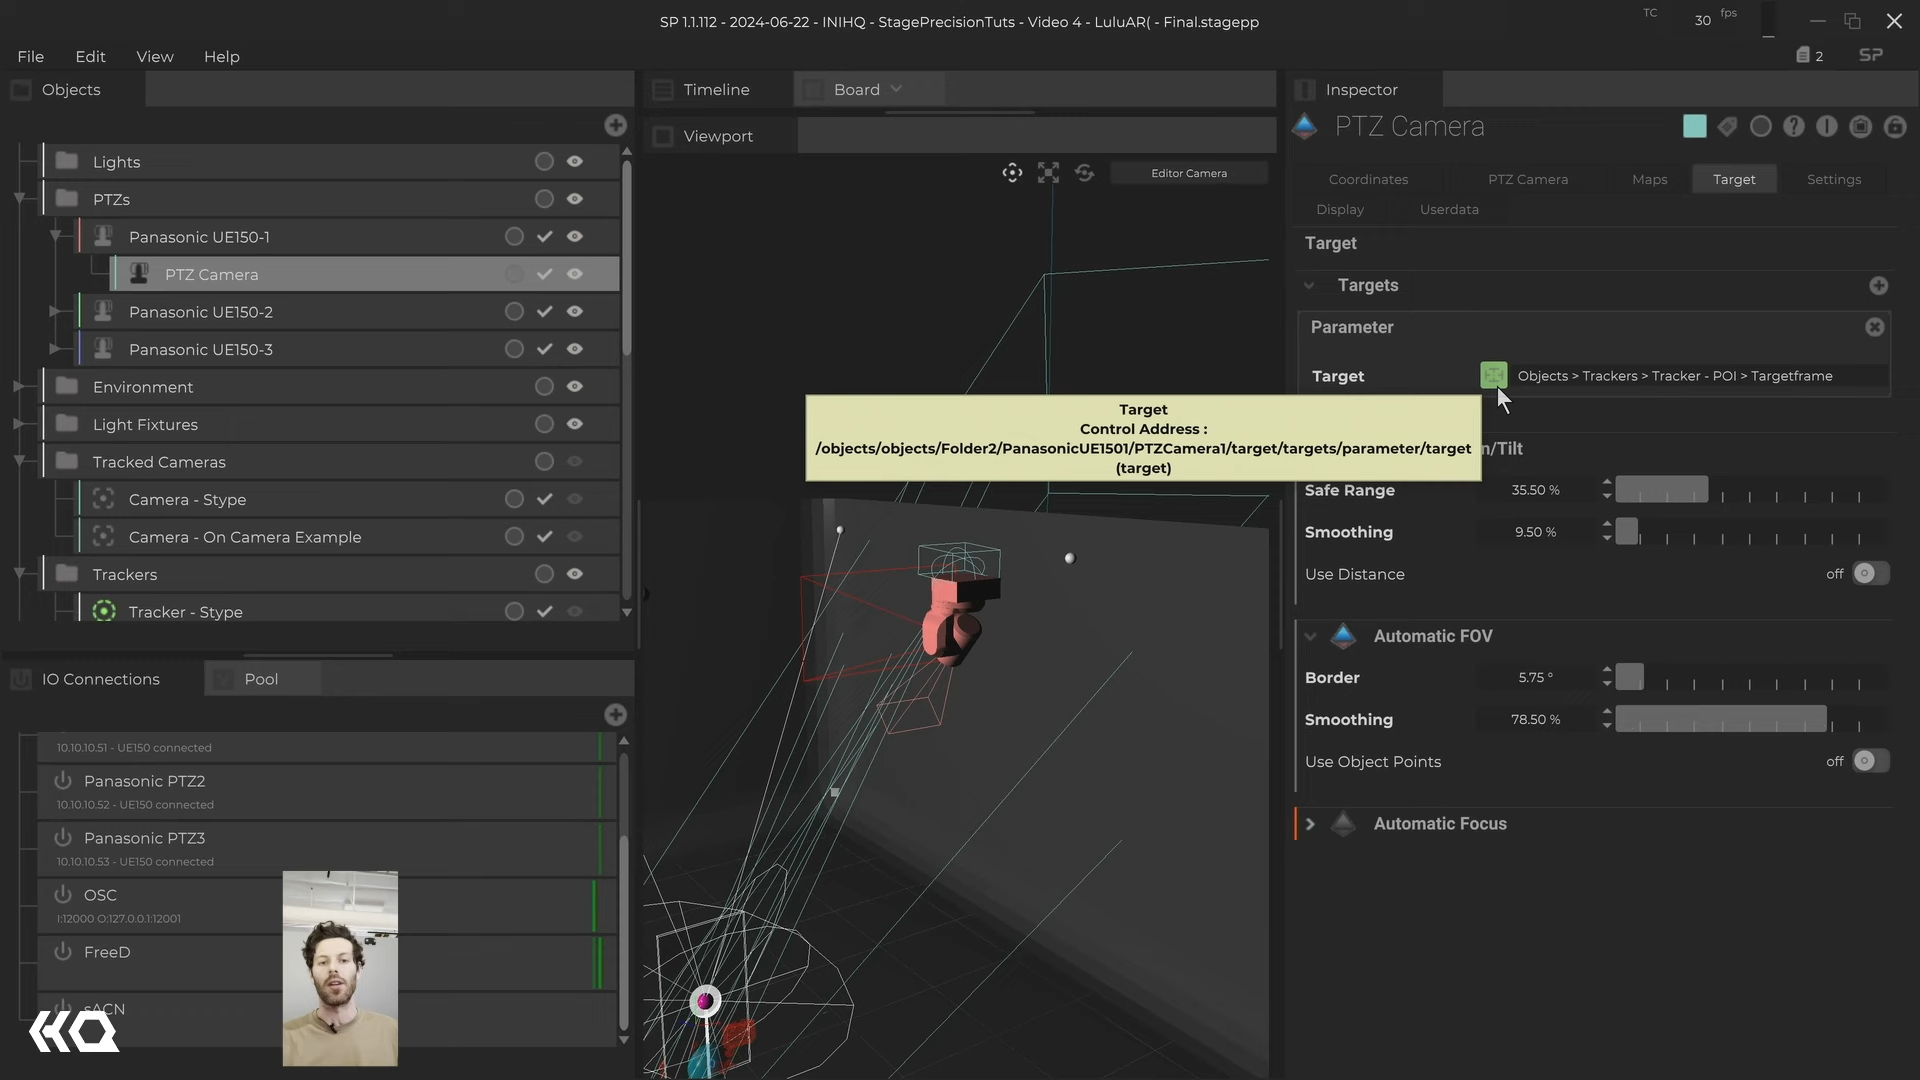 SP 1.1.112 - 2024-06-22 - INIHQ - StagePrecisionTuts - Video 4 - LuluAR( - Final.stagepp
TC
30 fps
File Edit View Help
2
SP
Objects
Timeline
Board
Inspector
Viewport
PTZ Camera
Editor Camera
Coordinates
PTZ Camera
Maps
Target
Settings
Display
Userdata
Target
Targets
Parameter
Target
Objects > Trackers > Tracker - POI > Targetframe
Target
Control Address :
/objects/objects/Folder2/PanasonicUE1501/PTZCamera1/target/targets/parameter/target
(target)
n/Tilt
Safe Range
35.50 %
Smoothing
9.50 %
Use Distance
off
Automatic FOV
Border
5.75 °
Smoothing
78.50 %
Use Object Points
off
Automatic Focus
Lights
PTZs
Panasonic UE150-1
PTZ Camera
Panasonic UE150-2
Panasonic UE150-3
Environment
Light Fixtures
Tracked Cameras
Camera - Stype
Camera - On Camera Example
Trackers
Tracker - Stype
IO Connections
Pool
10.10.10.51 - UE150 connected
Panasonic PTZ2
10.10.10.52 - UE150 connected
Panasonic PTZ3
10.10.10.53 - UE150 connected
OSC
I:12000 O:127.0.0.1:12001
FreeD
sACN
HQ